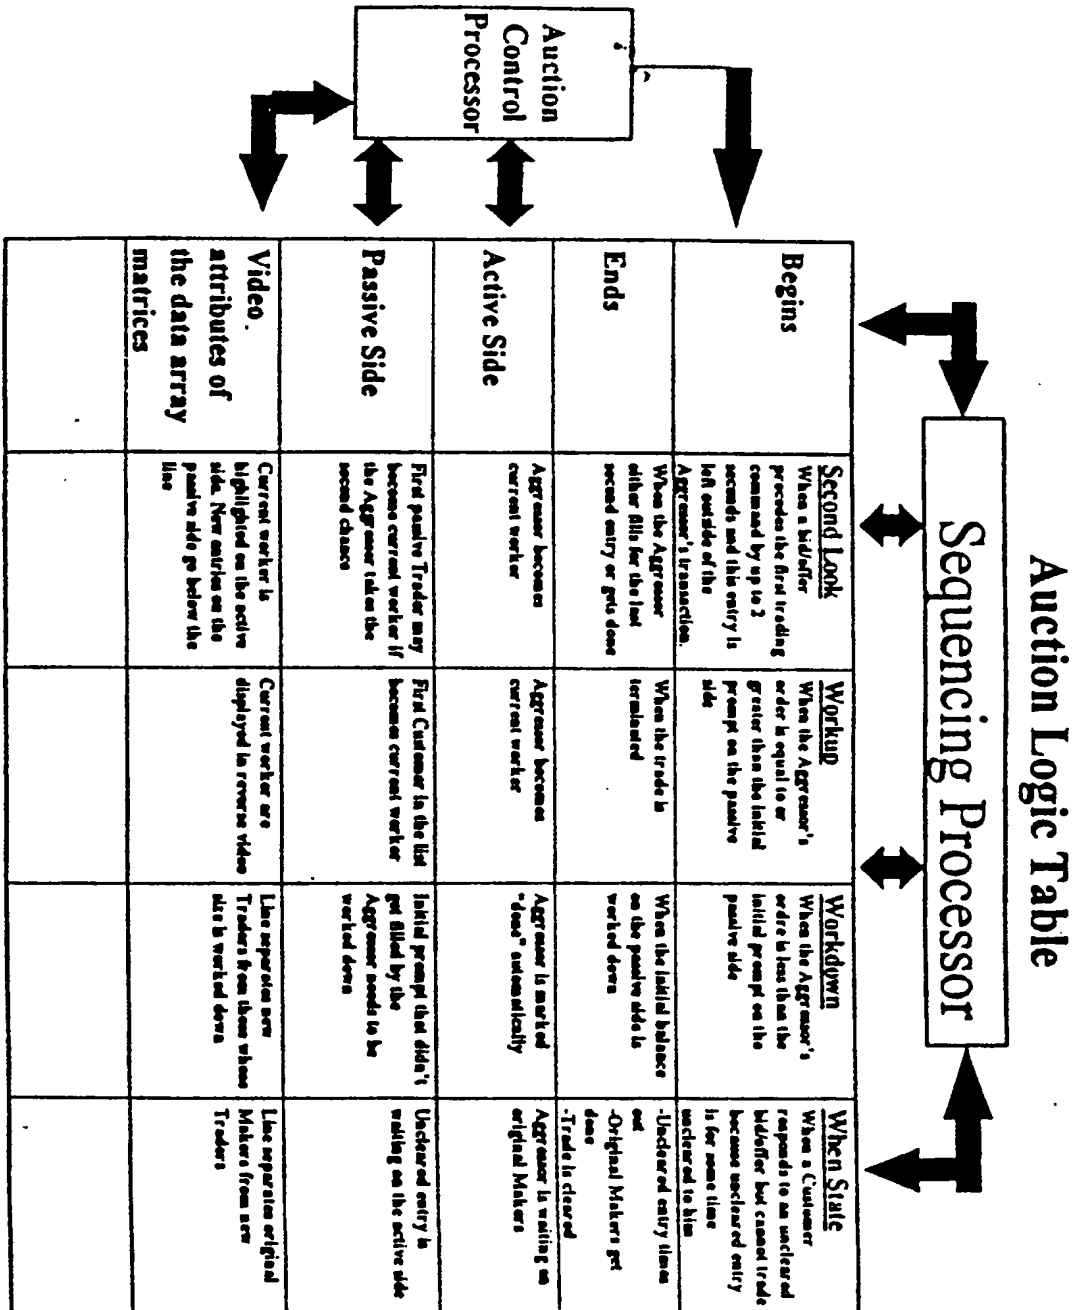 Auction Logic Table
Sequencing Processor
Auction
Control
Processor
Second Look
Workup
Workdown
When State
Begins
When a bid/offer
precedes the first trading
command by up to 2
seconds and this entry is
left outside of the
Aggressor's transaction.
When the Aggressor's
order is equal to or
greater than the initial
prompt on the passive
side
When the Aggressor's
ordre is less than the
initial prompt on the
passive side
When a Customer
responds to an uncleared
bid/offer but cannot trade
because uncleared entry
is for some time
uncleared to him
Ends
When the Aggressor
either fills for the last
second entry or gets done
When the trade is
terminated
When the initial balance
on the passive side is
worked down
-Uncleared entry times
out
-Original Makers get
done
-Trade is cleared
Active Side
Aggressor becomes
current worker
Aggressor becomes
current worker
Aggressor is marked
"done" automatically
Aggressor is waiting on
original Makers
Passive Side
First passive Trader may
become current worker if
the Aggressor takes the
second chance
First Customer in the list
becomes current worker
Initial prompt that didn't
get filled by the
Aggressor needs to be
worked down
Uncleared entry is
waiting on the active side
Video.
attributes of
the data array
matrices
Current worker is
highlighted on the active
side. New entries on the
passive side go below the
line
Current worker are
displayed in reverse video
Line separates new
Traders from those whose
size is worked down
Line separates original
Makers from new
Traders